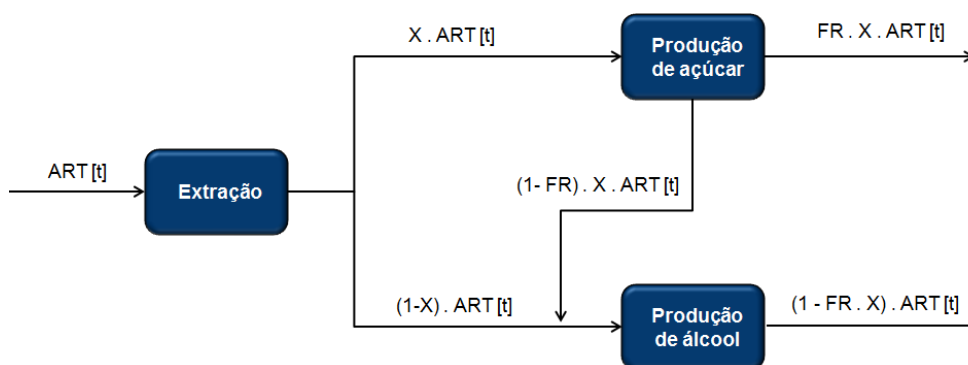 X . ART [t]
Produção
de açúcar
FR . X . ART [t]
ART [t]
Extração
(1- FR) . X . ART [t]
(1-X) . ART [t]
Produção
de álcool
(1 - FR . X) . ART [t]